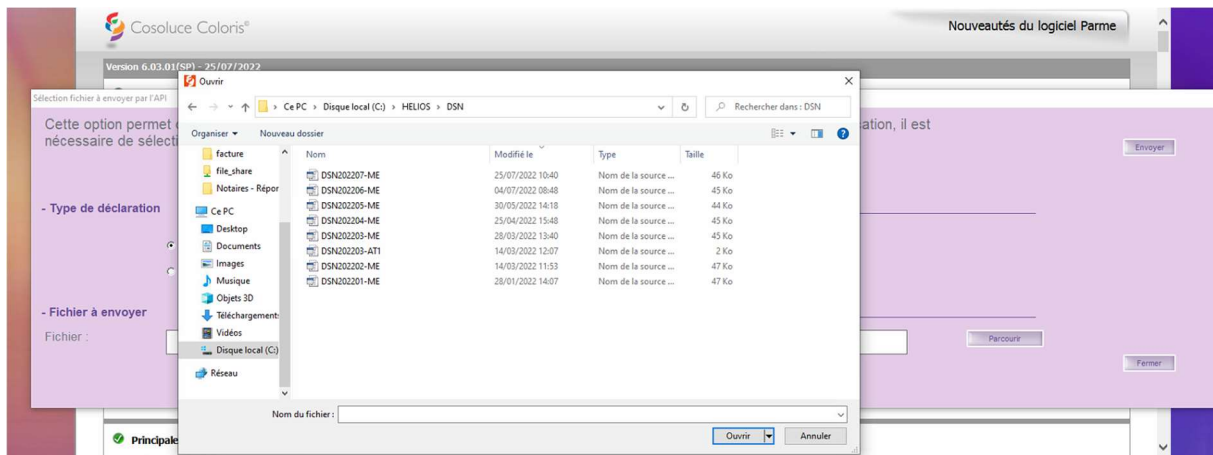 Cosoluce Coloris®
Nouveautés du logiciel Parme
Version 6.03.01(SP) - 25/07/2022
Sélection fichier à envoyer par l'API
Cette option permet
ation, il est
nécessaire de sélecti
Envoyer
- Type de déclaration
- Fichier à envoyer
Fichier :
Parcourir
Fermer
Principale
Ouvrir
Ce PC > Disque local (C:) > HELIOS > DSN
Rechercher dans : DSN
Organiser
Nouveau dossier
facture
file_share
Notaires - Répor
Ce PC
Desktop
Documents
Images
Musique
Objets 3D
Téléchargements
Vidéos
Disque local (C:)
Réseau
Nom Modifié le Type Taille
DSN202207-ME 25/07/2022 10:40 Nom de la source ... 46 Ko
DSN202206-ME 04/07/2022 08:48 Nom de la source ... 45 Ko
DSN202205-ME 30/05/2022 14:18 Nom de la source ... 44 Ko
DSN202204-ME 25/04/2022 15:48 Nom de la source ... 45 Ko
DSN202203-ME 28/03/2022 13:40 Nom de la source ... 45 Ko
DSN202203-AT1 14/03/2022 12:07 Nom de la source ... 2 Ko
DSN202202-ME 14/03/2022 11:53 Nom de la source ... 47 Ko
DSN202201-ME 28/01/2022 14:07 Nom de la source ... 47 Ko
Nom du fichier :
Ouvrir
Annuler